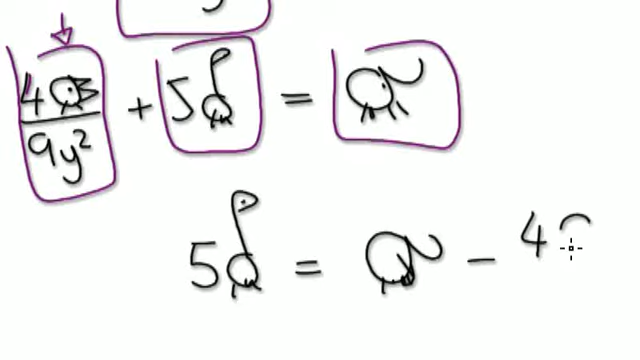 4
+ 5 =
9y²
5 = - 4